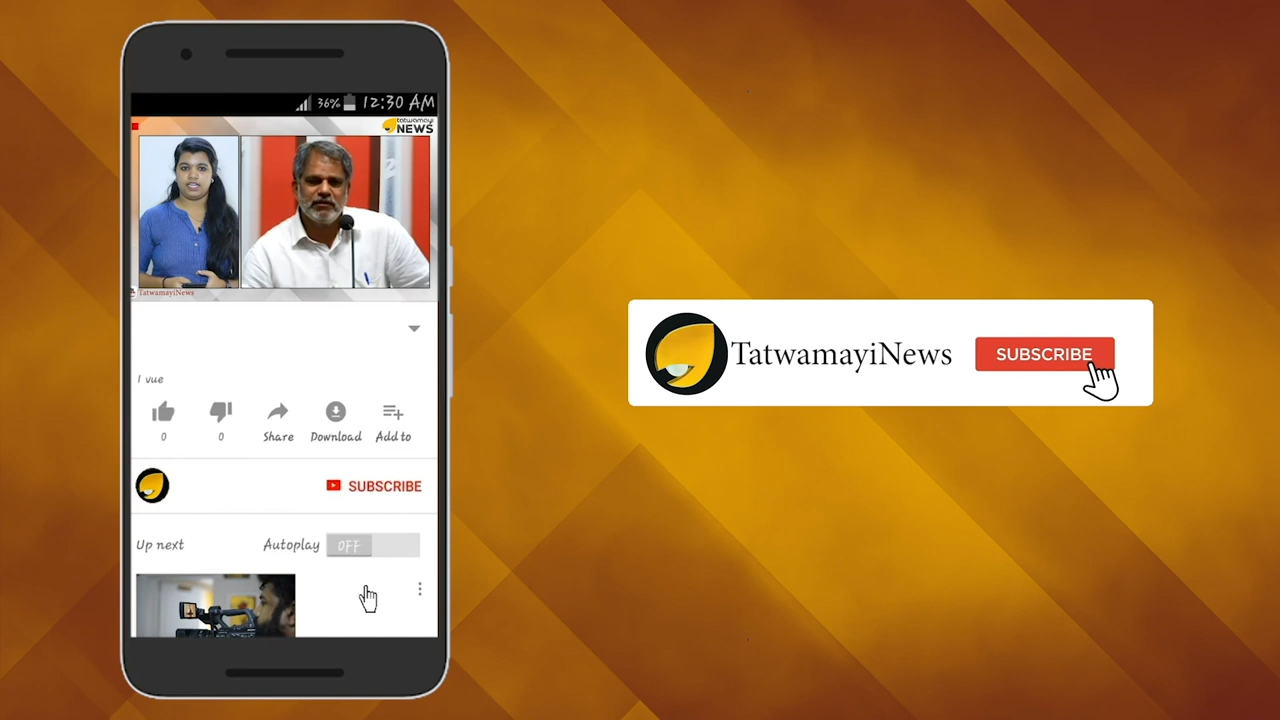 36% 12:30 AM
tatwamayi
NEWS
TatwamayiNews
1 vue
0 0 Share Download Add to
SUBSCRIBE
Up next Autoplay OFF
TatwamayiNews SUBSCRIBE